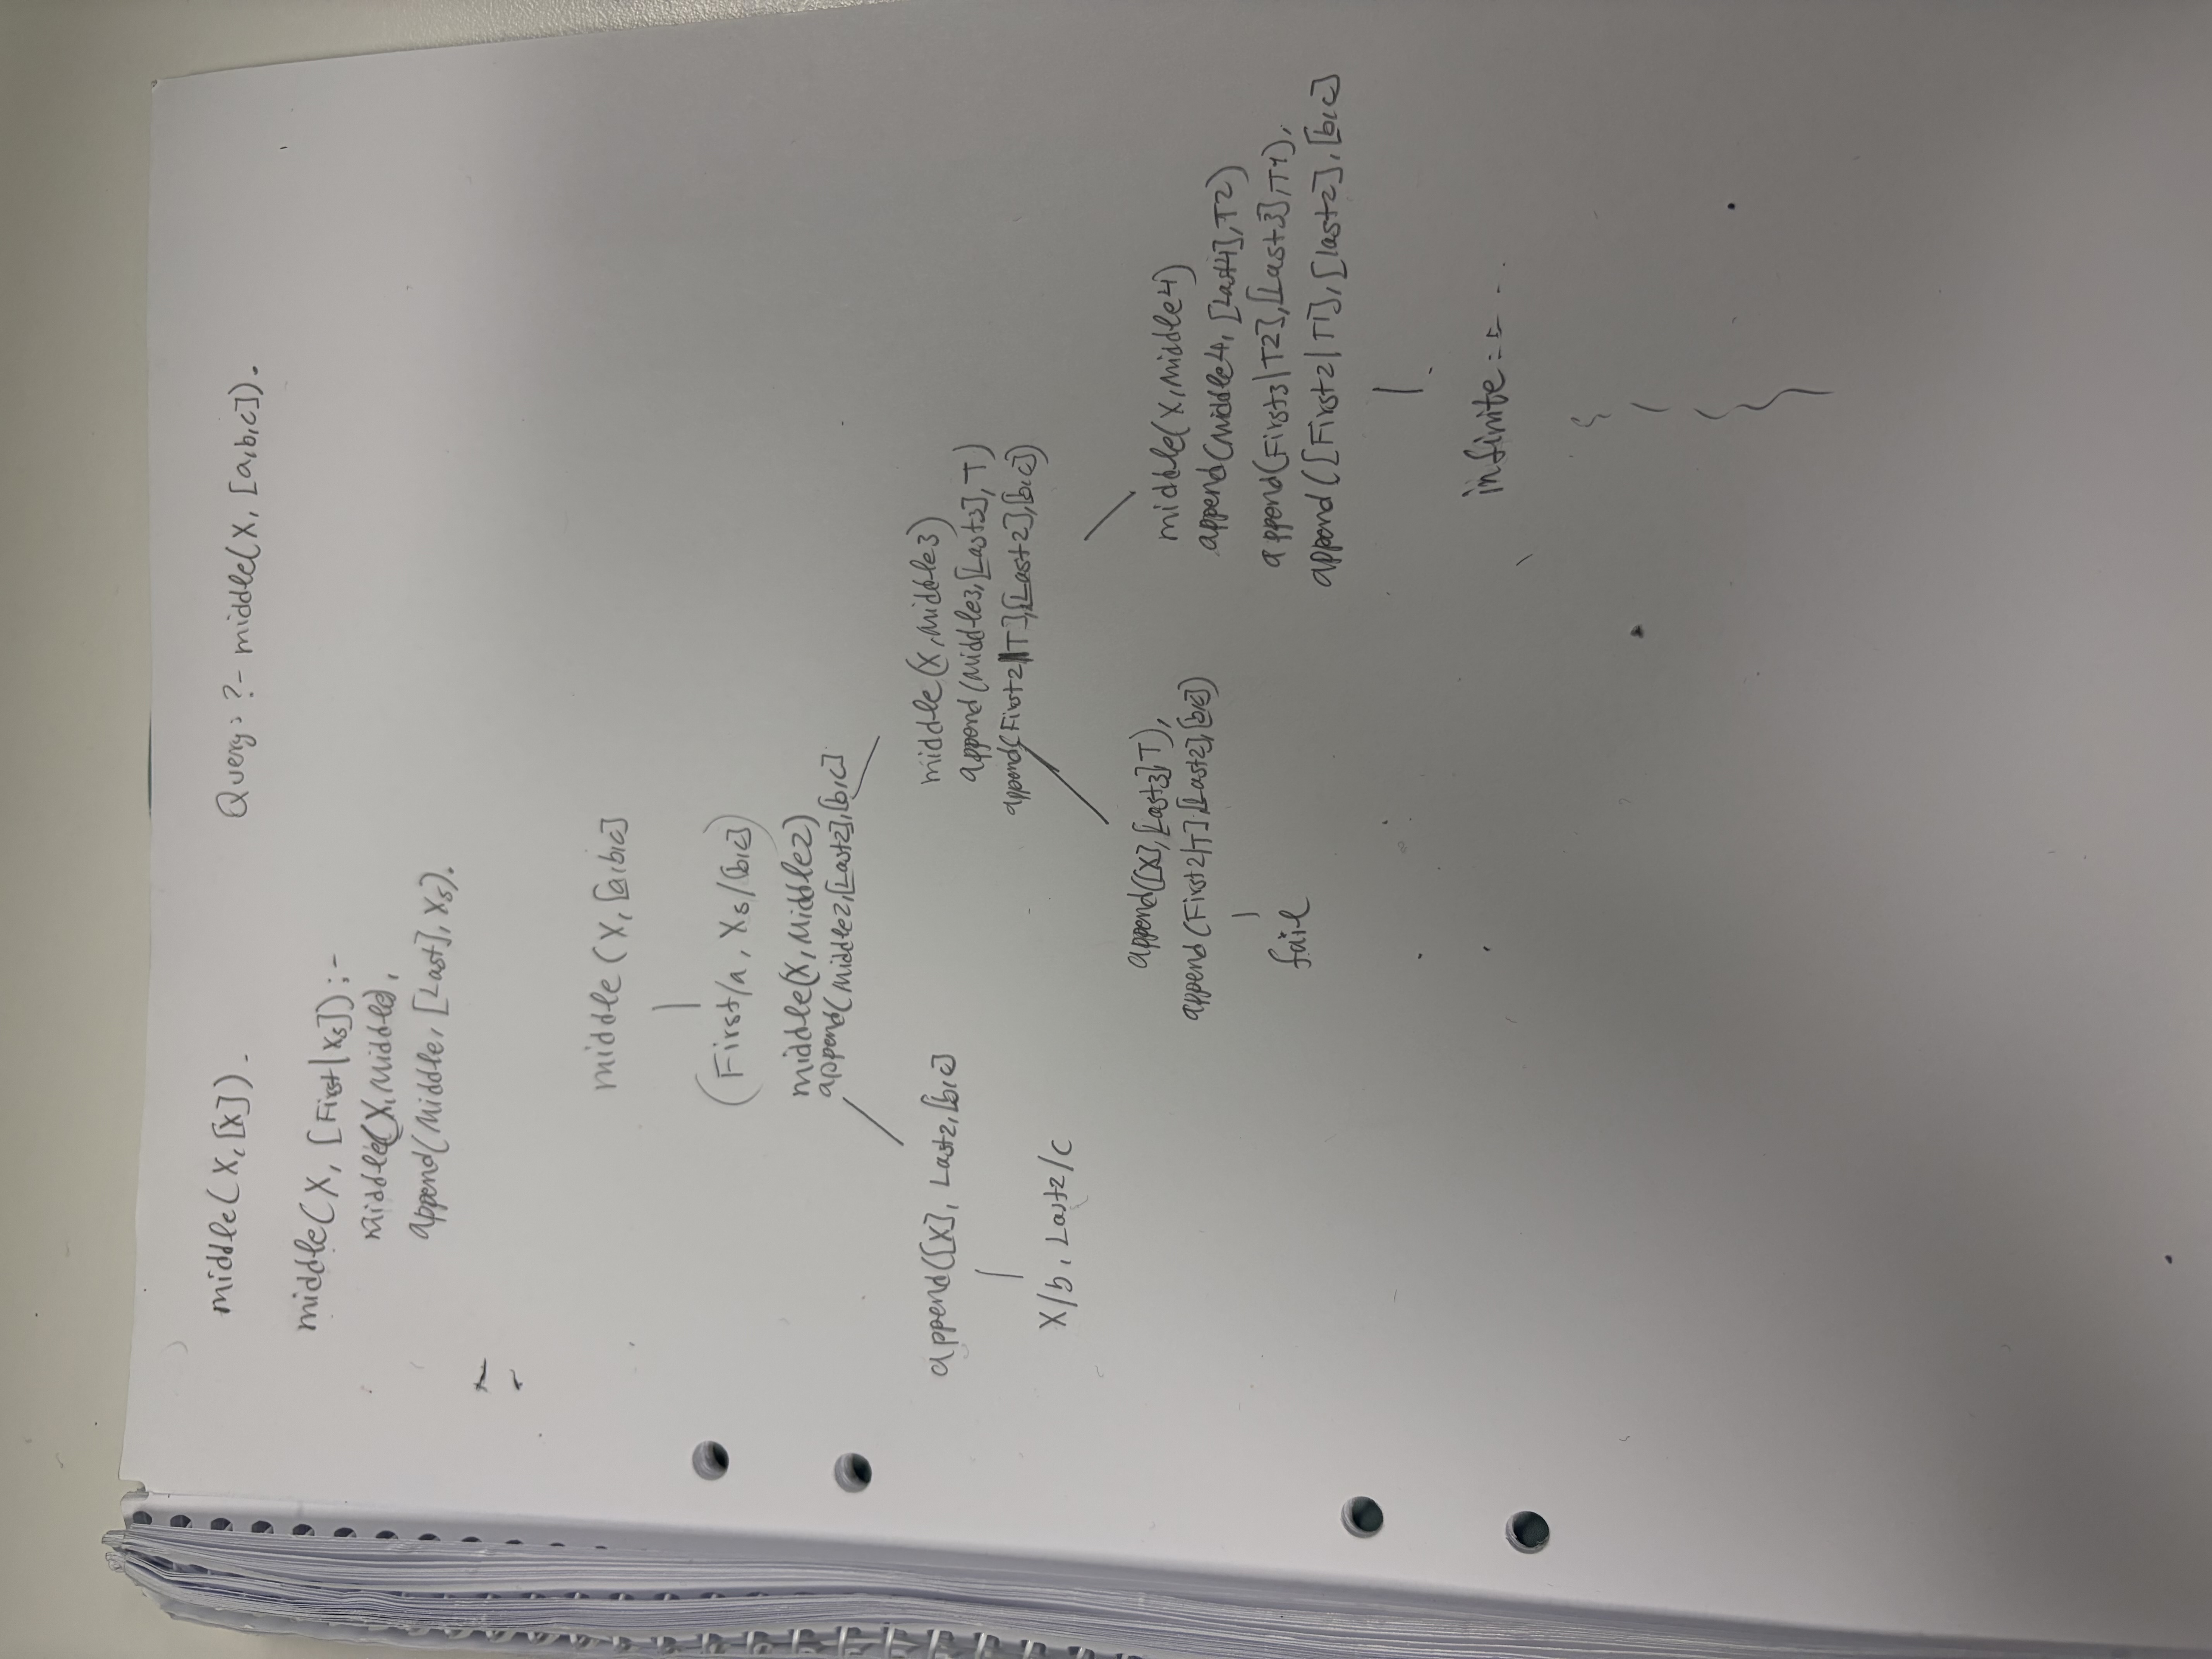 middle(X,[X]).
Query: ?- middle(X, [a,b,c]).
middle(X, [First|Xs]) :-
middle(X,Middle),
append(Middle, [Last], Xs).
middle (X, [a,b,c]
(First/a, Xs/[b,c])
middle(X, Middle2)
append(Middle2,[Last2],[b,c]
append([X], Last2,[b,c]
X/b, Last2/c
middle (X,Middle3)
append (Middle3,[Last3], T)
append(First2|T],[Last2],[b,c])
append([X],[Last3],T),
append (First2|T],[Last2],[b,c])
fail
middle(X,Middle4)
append(Middle4, [Last4],T2)
append(First3|T2],[Last3],T1),
append ([First2|T1],[last2],[b,c]
infinite